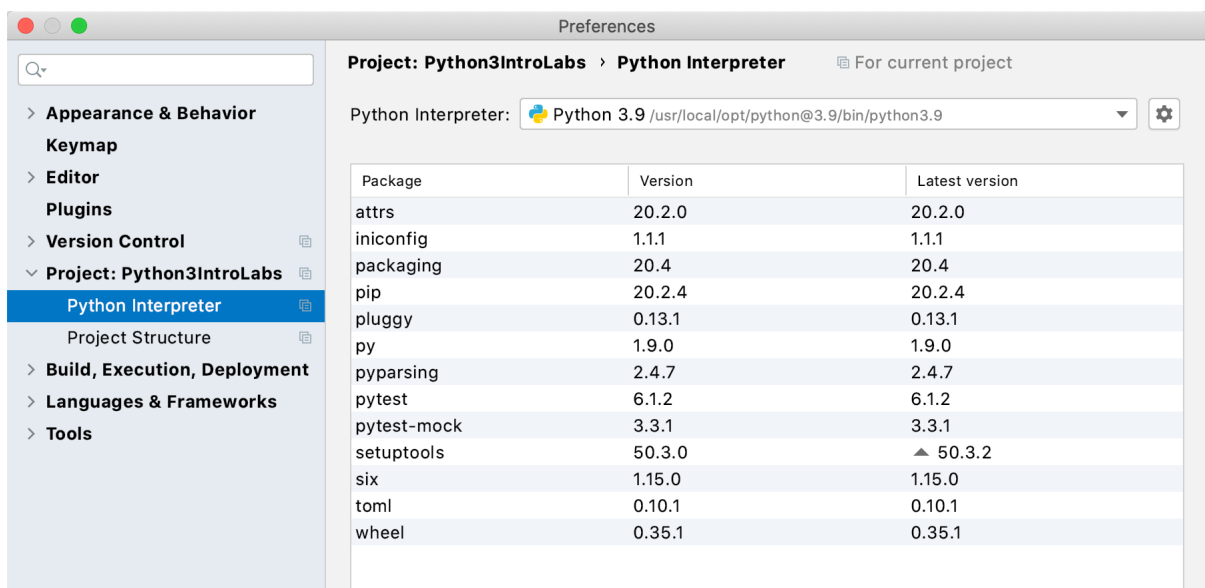 Preferences
Project: Python3IntroLabs › Python Interpreter For current project
Python Interpreter: Python 3.9 /usr/local/opt/python@3.9/bin/python3.9
Appearance & Behavior
Keymap
Editor
Plugins
Version Control
Project: Python3IntroLabs
Python Interpreter
Project Structure
Build, Execution, Deployment
Languages & Frameworks
Tools
Package Version Latest version
attrs 20.2.0 20.2.0
iniconfig 1.1.1 1.1.1
packaging 20.4 20.4
pip 20.2.4 20.2.4
pluggy 0.13.1 0.13.1
py 1.9.0 1.9.0
pyparsing 2.4.7 2.4.7
pytest 6.1.2 6.1.2
pytest-mock 3.3.1 3.3.1
setuptools 50.3.0 50.3.2
six 1.15.0 1.15.0
toml 0.10.1 0.10.1
wheel 0.35.1 0.35.1